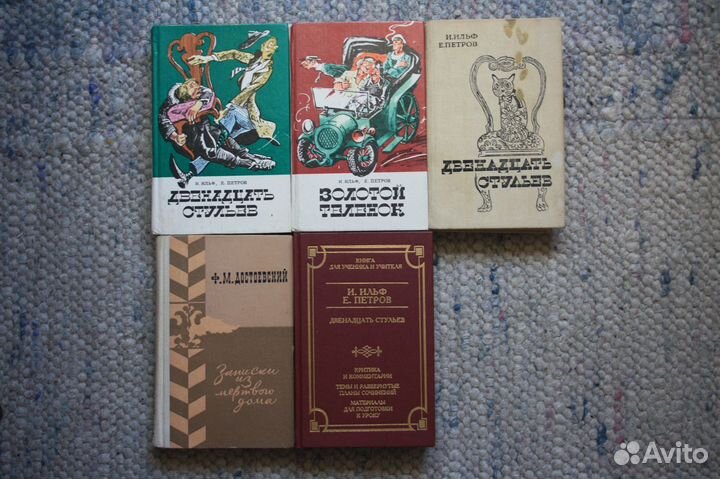 И. ИЛЬФ, Е. ПЕТРОВ
ДВЕНАДЦАТЬ
СТУЛЬЕВ
И. ИЛЬФ, Е. ПЕТРОВ
ЗОЛОТОЙ
ТЕЛЕНОК
И. ИЛЬФ
Е. ПЕТРОВ
ДВЕНАДЦАТЬ
СТУЛЬЕВ
Ф. М. ДОСТОЕВСКИЙ
Записки
из
мертвого
дома
КНИГА
ДЛЯ УЧЕНИКА И УЧИТЕЛЯ
И. ИЛЬФ
Е. ПЕТРОВ
ДВЕНАДЦАТЬ СТУЛЬЕВ
КРИТИКА
И КОММЕНТАРИИ
ТЕМЫ И РАЗВЕРНУТЫЕ
ПЛАНЫ СОЧИНЕНИЙ
МАТЕРИАЛЫ
ДЛЯ ПОДГОТОВКИ
К УРОКУ
Avito